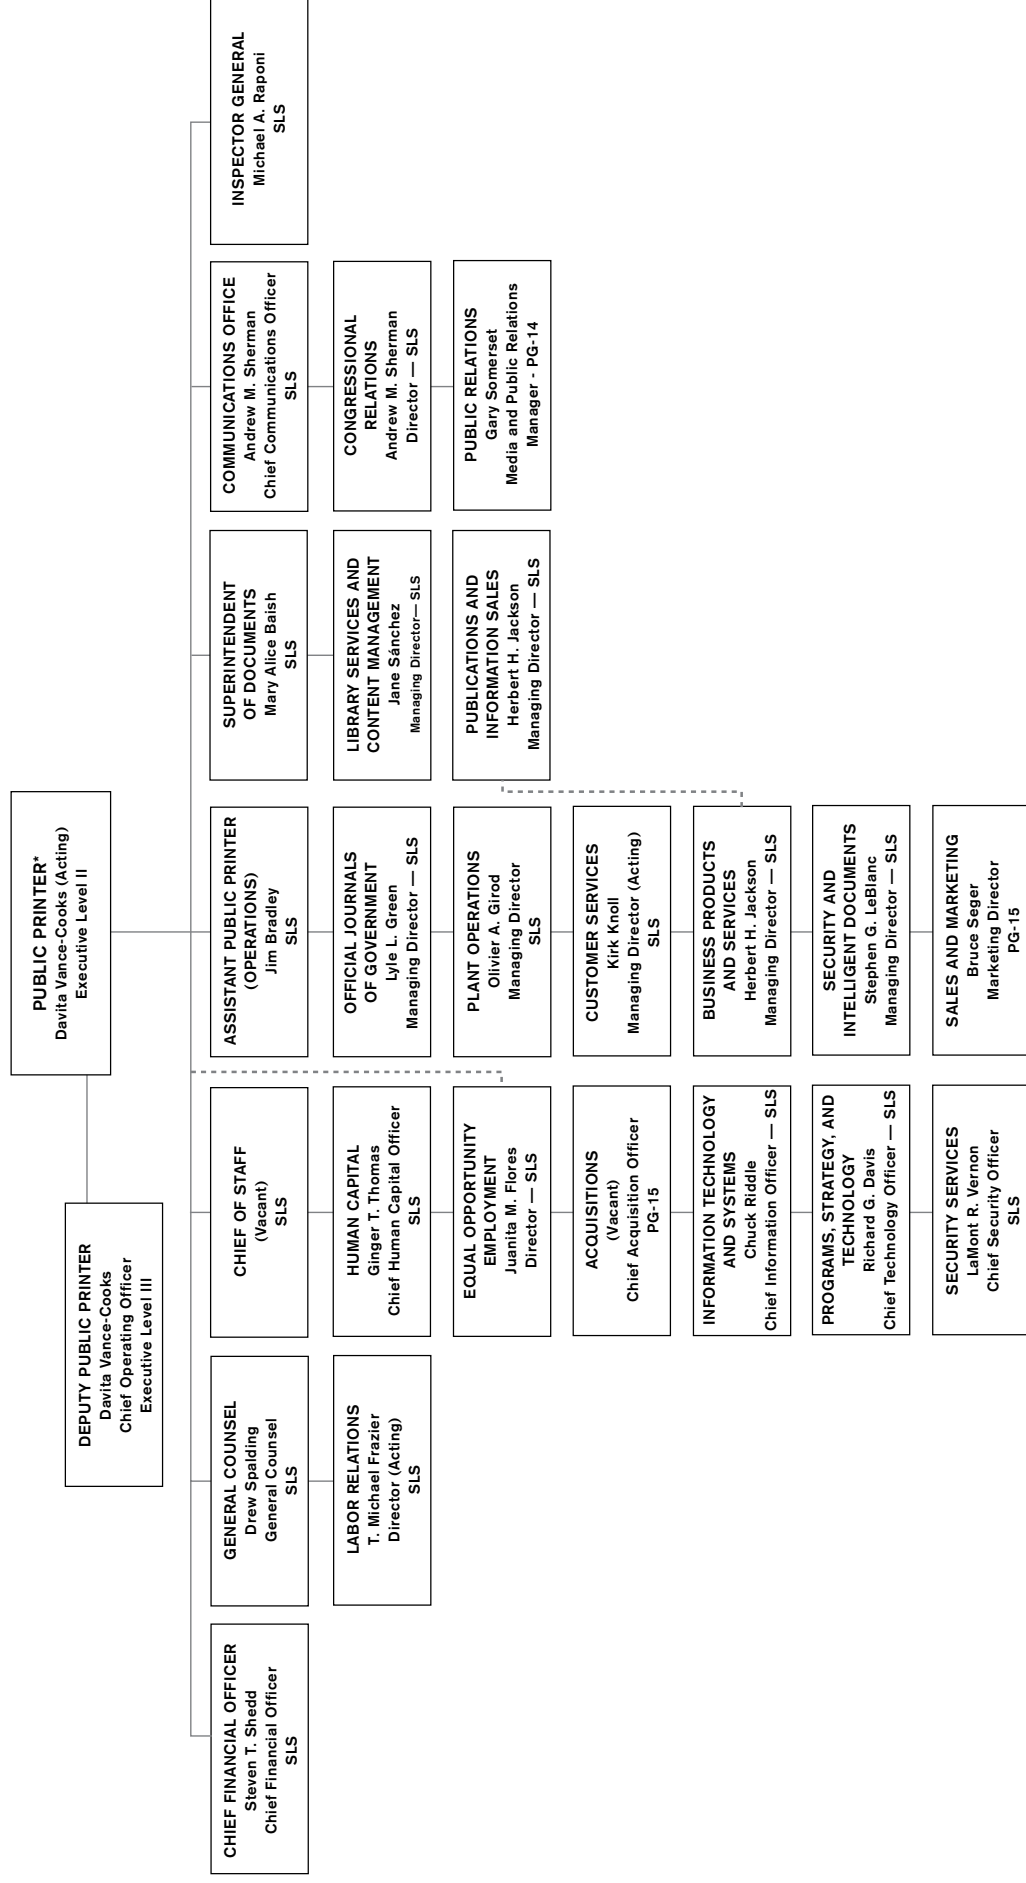 PUBLIC PRINTER*
Davita Vance-Cooks (Acting)
Executive Level II
DEPUTY PUBLIC PRINTER
Davita Vance-Cooks
Chief Operating Officer
Executive Level III
CHIEF FINANCIAL OFFICER
Steven T. Shedd
Chief Financial Officer
SLS
GENERAL COUNSEL
Drew Spalding
General Counsel
SLS
LABOR RELATIONS
T. Michael Frazier
Director (Acting)
SLS
CHIEF OF STAFF
(Vacant)
SLS
HUMAN CAPITAL
Ginger T. Thomas
Chief Human Capital Officer
SLS
EQUAL OPPORTUNITY
EMPLOYMENT
Juanita M. Flores
Director — SLS
ACQUISITIONS
(Vacant)
Chief Acquisition Officer
PG-15
INFORMATION TECHNOLOGY
AND SYSTEMS
Chuck Riddle
Chief Information Officer — SLS
PROGRAMS, STRATEGY, AND
TECHNOLOGY
Richard G. Davis
Chief Technology Officer — SLS
SECURITY SERVICES
LaMont R. Vernon
Chief Security Officer
SLS
ASSISTANT PUBLIC PRINTER
(OPERATIONS)
Jim Bradley
SLS
OFFICIAL JOURNALS
OF GOVERNMENT
Lyle L. Green
Managing Director — SLS
PLANT OPERATIONS
Olivier A. Girod
Managing Director
SLS
CUSTOMER SERVICES
Kirk Knoll
Managing Director (Acting)
SLS
BUSINESS PRODUCTS
AND SERVICES
Herbert H. Jackson
Managing Director — SLS
SECURITY AND
INTELLIGENT DOCUMENTS
Stephen G. LeBlanc
Managing Director — SLS
SALES AND MARKETING
Bruce Seger
Marketing Director
PG-15
SUPERINTENDENT
OF DOCUMENTS
Mary Alice Baish
SLS
LIBRARY SERVICES AND
CONTENT MANAGEMENT
Jane Sánchez
Managing Director— SLS
PUBLICATIONS AND
INFORMATION SALES
Herbert H. Jackson
Managing Director — SLS
COMMUNICATIONS OFFICE
Andrew M. Sherman
Chief Communications Officer
SLS
CONGRESSIONAL
RELATIONS
Andrew M. Sherman
Director — SLS
PUBLIC RELATIONS
Gary Somerset
Media and Public Relations
Manager - PG-14
INSPECTOR GENERAL
Michael A. Raponi
SLS